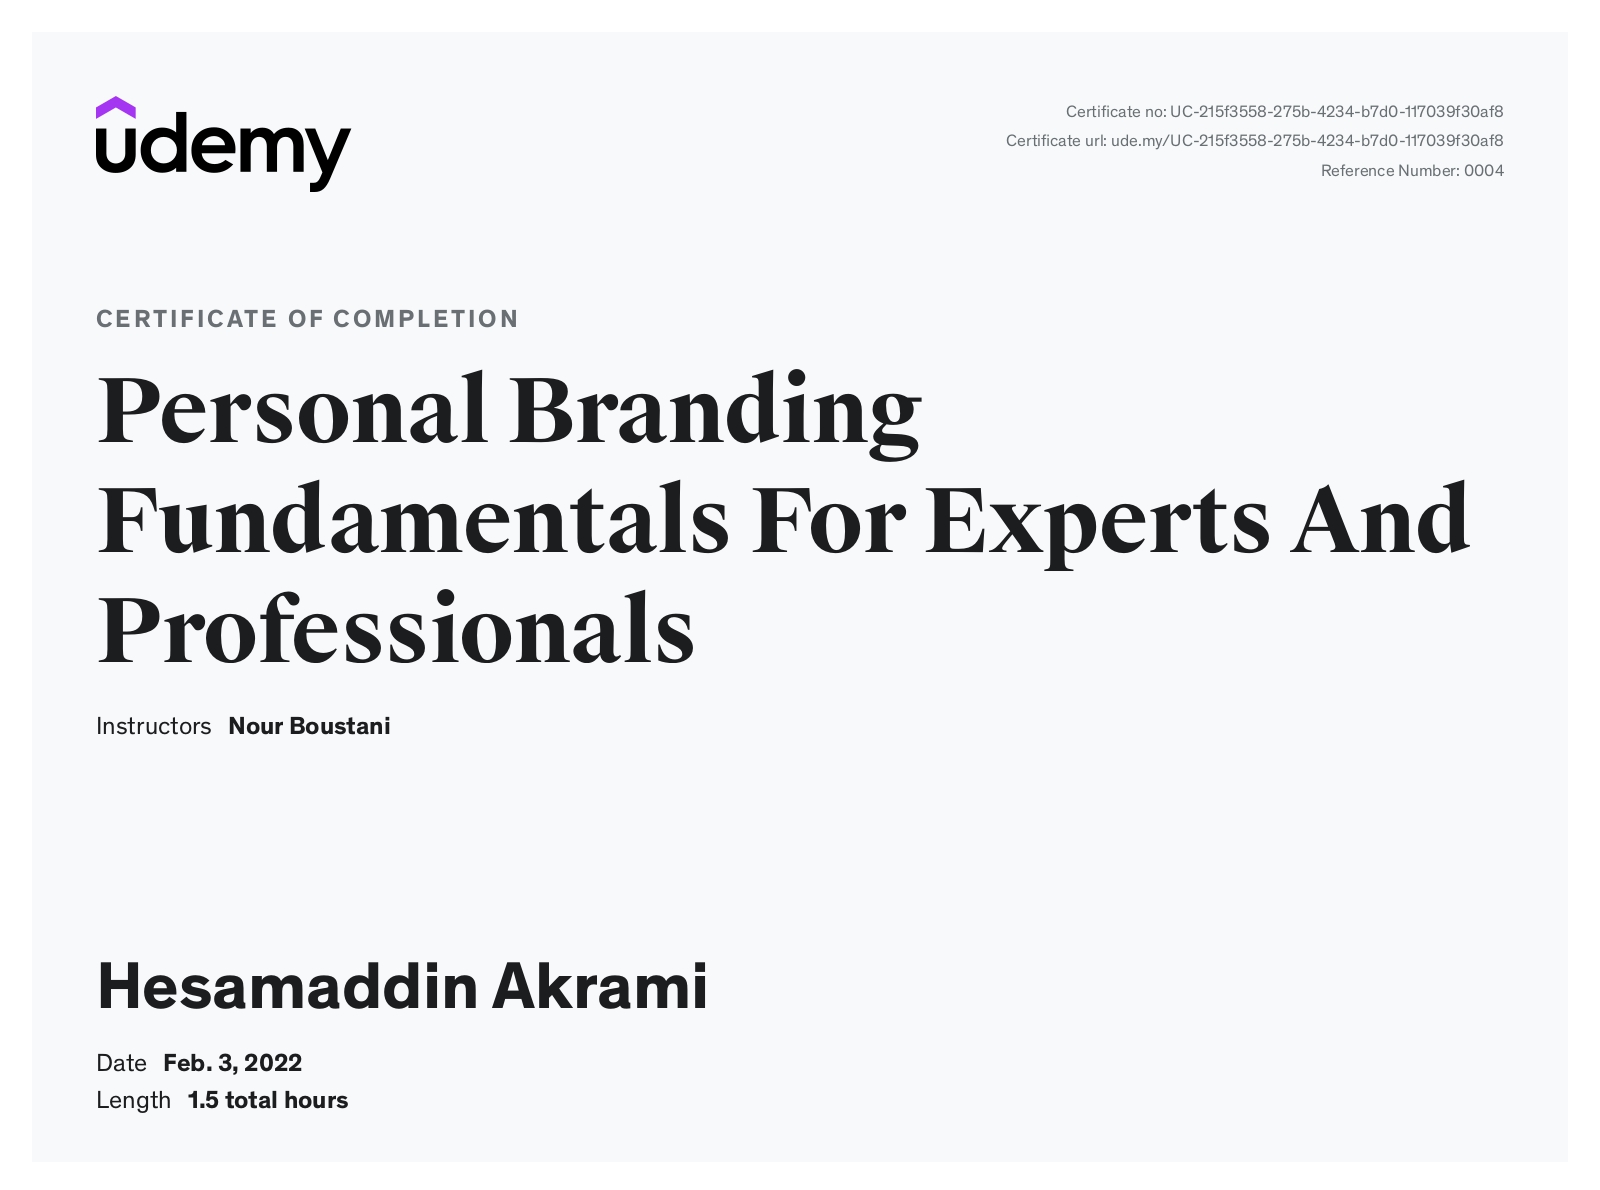 udemy
Certificate no: UC-215f3558-275b-4234-b7d0-117039f30af8
Certificate url: ude.my/UC-215f3558-275b-4234-b7d0-117039f30af8
Reference Number: 0004
CERTIFICATE OF COMPLETION
Personal Branding
Fundamentals For Experts And
Professionals
Instructors Nour Boustani
Hesamaddin Akrami
Date Feb. 3, 2022
Length 1.5 total hours